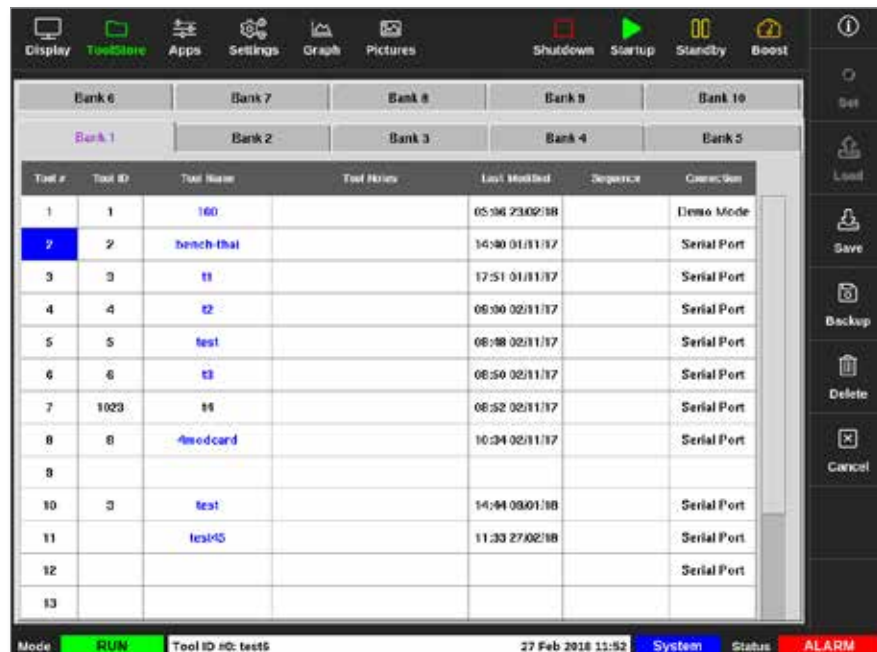 Display ToolStore Apps Settings Graph Pictures Shutdown Startup Standby Boost
Set
Load
Save
Backup
Delete
Cancel
Bank 6 Bank 7 Bank 8 Bank 9 Bank 10
Bank 1 Bank 2 Bank 3 Bank 4 Bank 5
Tool # Tool ID Tool Name Tool Notes Last Modified Sequence Connection
1 1 160 05:06 23/02/18 Demo Mode
2 2 bench-thai 14:40 01/11/17 Serial Port
3 3 t1 17:51 01/11/17 Serial Port
4 4 t2 02/11/17 Serial Port
5 5 test 08:48 02/11/17 Serial Port
6 6 t3 08:50 02/11/17 Serial Port
7 1023 t4 08:52 02/11/17 Serial Port
8 8 4modcard 10:34 02/11/17 Serial Port
9
10 3 test 14:44 Serial Port
11 test45 11:33 27/02/18 Serial Port
12 Serial Port
13
Mode RUN Tool ID #0: test6 27 Feb 2018 11:52 System Status ALARM